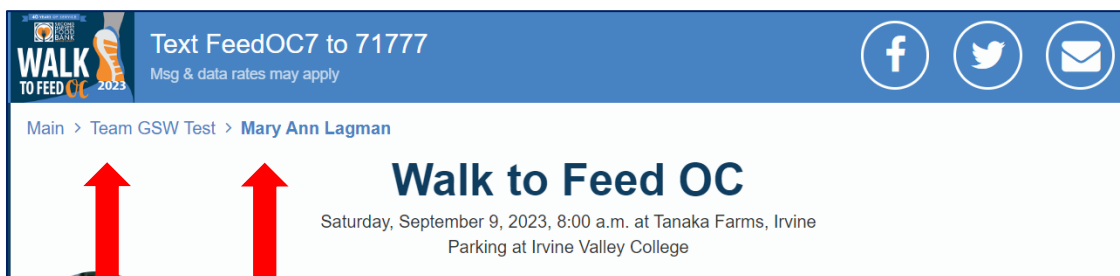 40 YEARS OF SERVICE
SECOND
HARVEST
FOOD
BANK
WALK
TO FEED OC 2023
Text FeedOC7 to 71777
Msg & data rates may apply
Main > Team GSW Test > Mary Ann Lagman
Walk to Feed OC
Saturday, September 9, 2023, 8:00 a.m. at Tanaka Farms, Irvine
Parking at Irvine Valley College